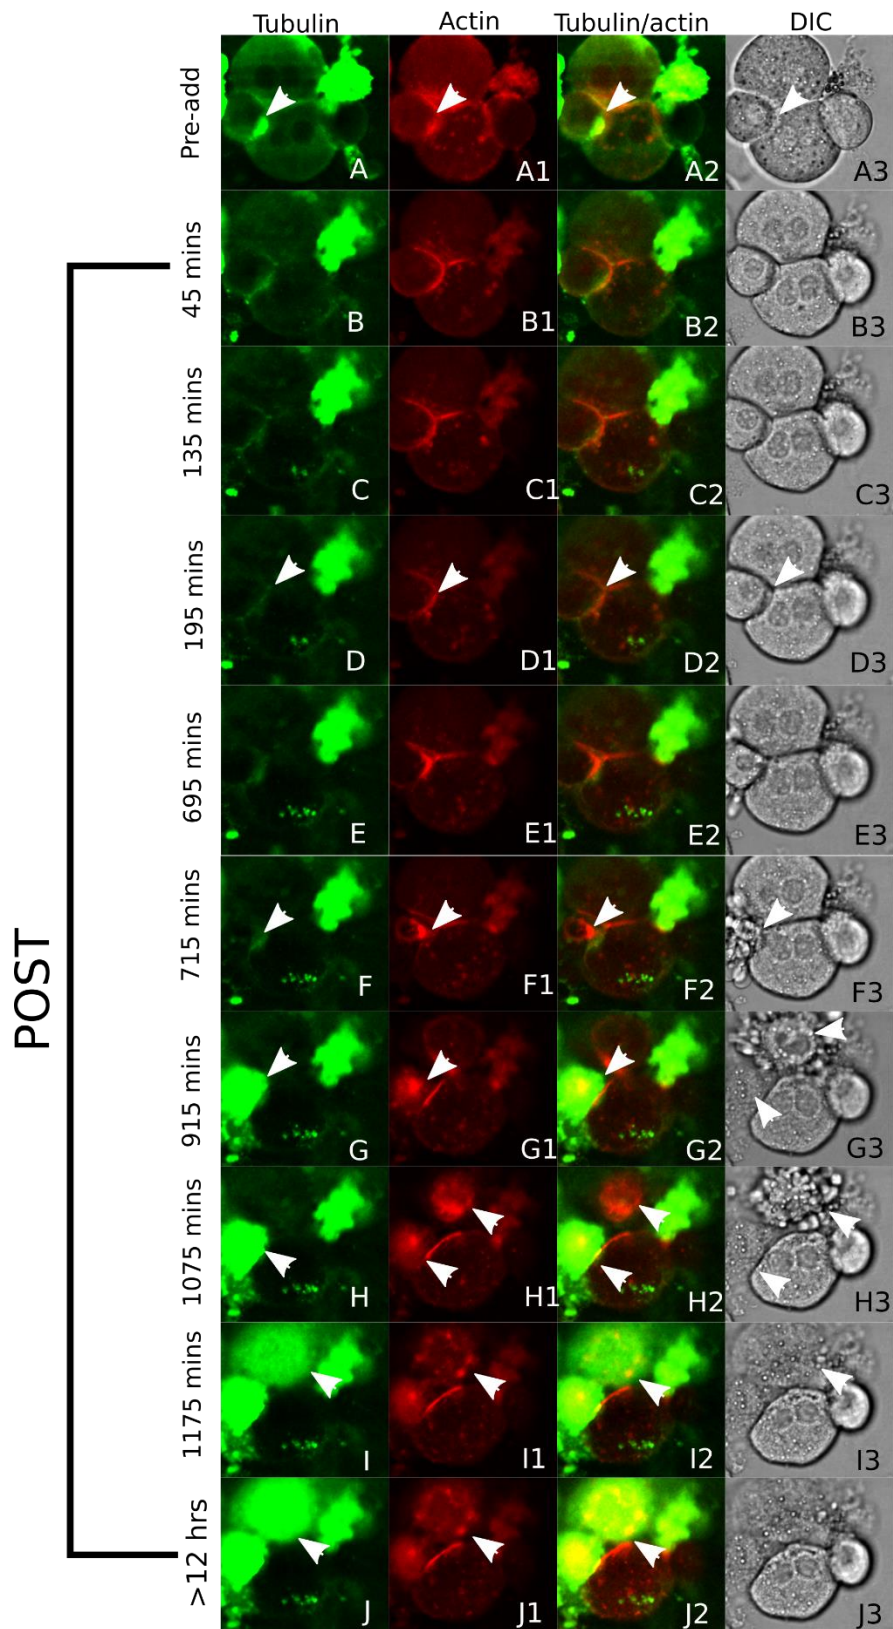 Tubulin Actin Tubulin/actin DIC
Pre-add A A1 A2 A3
45 mins B B1 B2 B3
135 mins C C1 C2 C3
195 mins D D1 D2 D3
695 mins E E1 E2 E3
715 mins F F1 F2 F3
POST
915 mins G G1 G2 G3
1075 mins H H1 H2 H3
1175 mins I I1 I2 I3
>12 hrs J J1 J2 J3